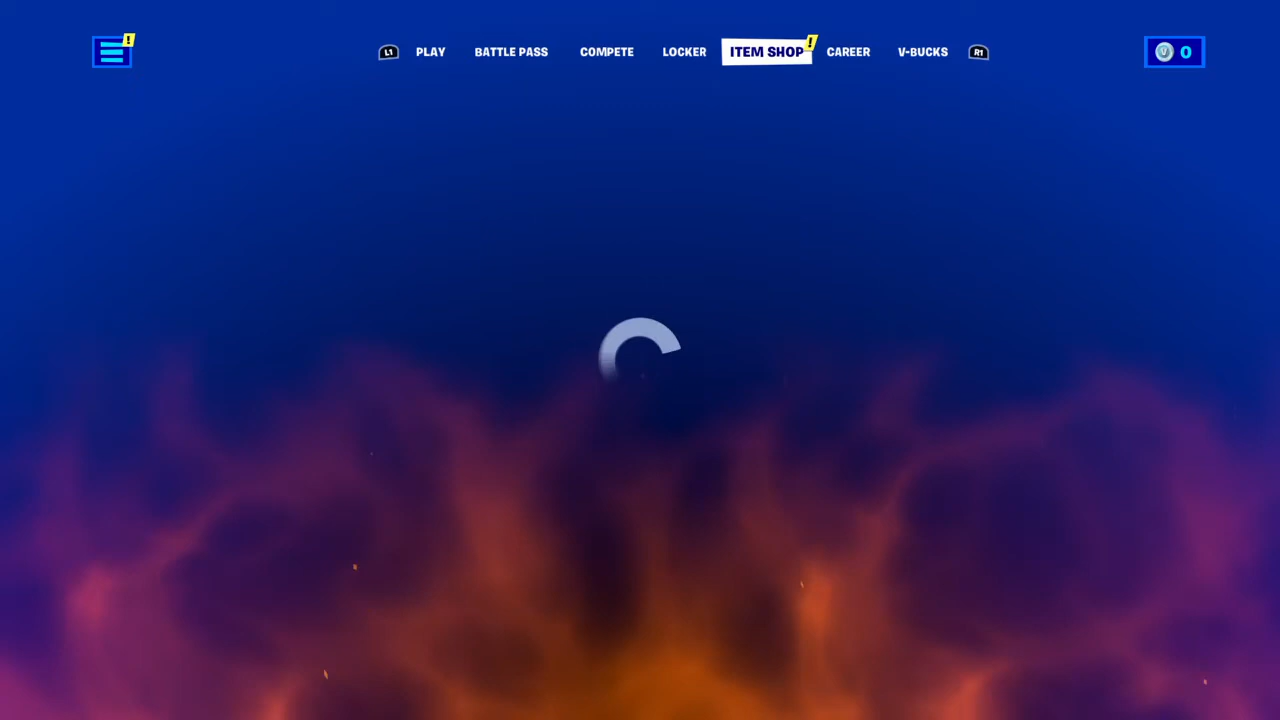 !
L1 PLAY BATTLE PASS COMPETE LOCKER ITEM SHOP ! CAREER V-BUCKS R1
V 0